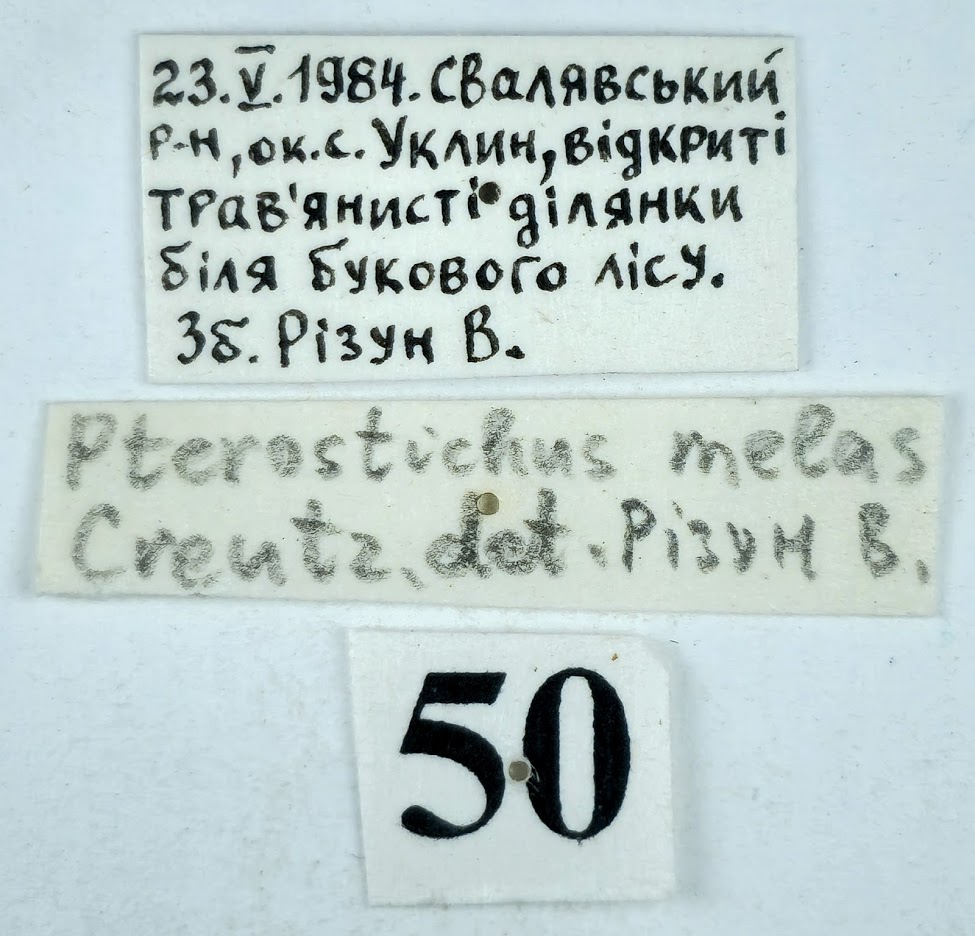 23.V.1984. Свалявський
р-н, ок. с. Уклин, відкриті
трав'янисті ділянки
біля букового лісу.
Зб. Різун В.
Pterostichus melas
Creutz. det. Різун В.
50